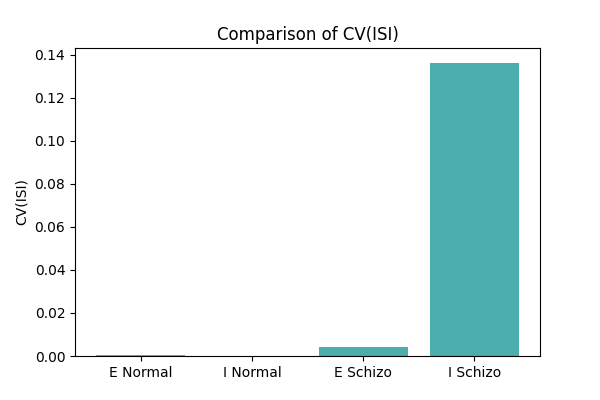 Comparison of CV(ISI)
0.14
0.12
0.10
0.08
0.06
0.04
0.02
0.00
CV(ISI)
E Normal
I Normal
E Schizo
I Schizo